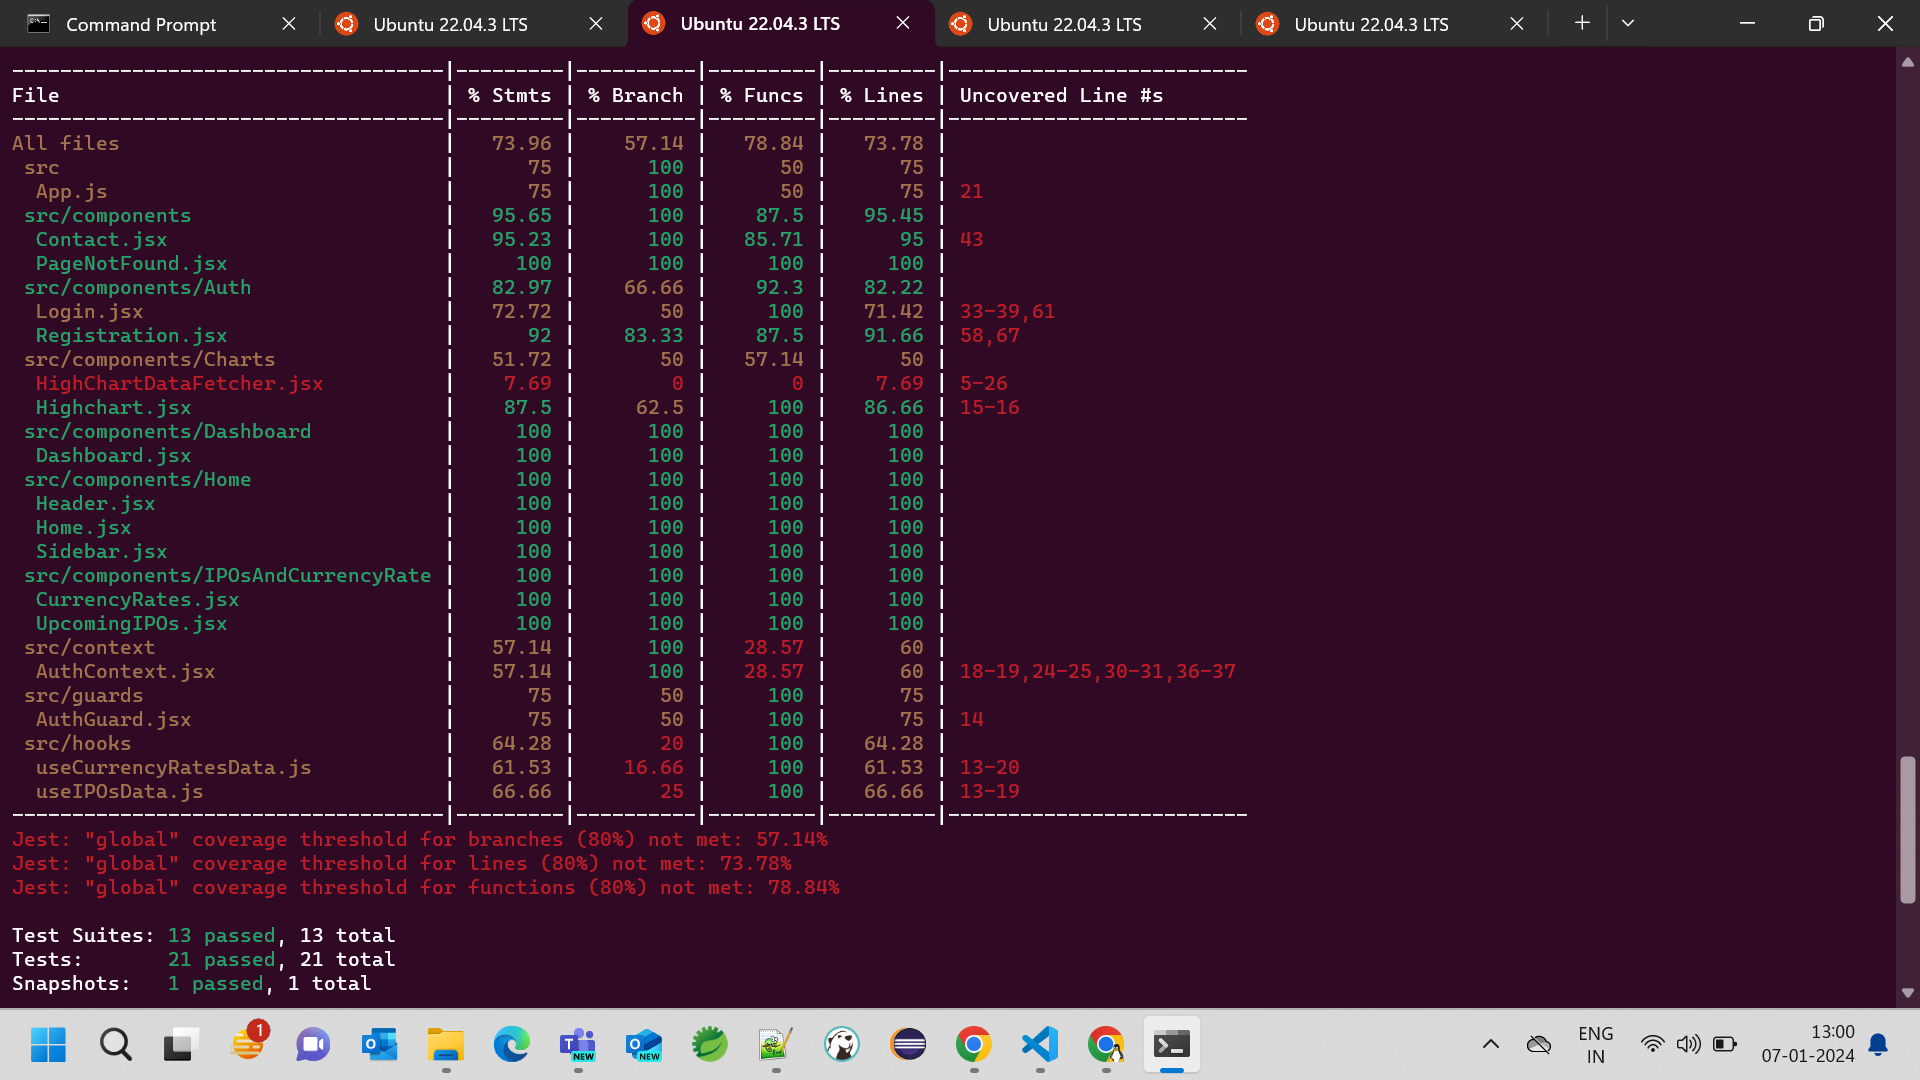 Command Prompt
Ubuntu 22.04.3 LTS
Ubuntu 22.04.3 LTS
Ubuntu 22.04.3 LTS
Ubuntu 22.04.3 LTS
-----------------------------------|---------|----------|---------|---------|-------------------------
File | % Stmts | % Branch | % Funcs | % Lines | Uncovered Line #s
-----------------------------------|---------|----------|---------|---------|-------------------------
All files | 73.96 | 57.14 | 78.84 | 73.78 |
src | 75 | 100 | 50 | 75 |
App.js | 75 | 100 | 50 | 75 | 21
src/components | 95.65 | 100 | 87.5 | 95.45 |
Contact.jsx | 95.23 | 100 | 85.71 | 95 | 43
PageNotFound.jsx | 100 | 100 | 100 | 100 |
src/components/Auth | 82.97 | 66.66 | 92.3 | 82.22 |
Login.jsx | 72.72 | 50 | 100 | 71.42 | 33-39,61
Registration.jsx | 92 | 83.33 | 87.5 | 91.66 | 58,67
src/components/Charts | 51.72 | 50 | 57.14 | 50 |
HighChartDataFetcher.jsx | 7.69 | 0 | 0 | 7.69 | 5-26
Highchart.jsx | 87.5 | 62.5 | 100 | 86.66 | 15-16
src/components/Dashboard | 100 | 100 | 100 | 100 |
Dashboard.jsx | 100 | 100 | 100 | 100 |
src/components/Home | 100 | 100 | 100 | 100 |
Header.jsx | 100 | 100 | 100 | 100 |
Home.jsx | 100 | 100 | 100 | 100 |
Sidebar.jsx | 100 | 100 | 100 | 100 |
src/components/IPOsAndCurrencyRate | 100 | 100 | 100 | 100 |
CurrencyRates.jsx | 100 | 100 | 100 | 100 |
UpcomingIPOs.jsx | 100 | 100 | 100 | 100 |
src/context | 57.14 | 100 | 28.57 | 60 |
AuthContext.jsx | 57.14 | 100 | 28.57 | 60 | 18-19,24-25,30-31,36-37
src/guards | 75 | 50 | 100 | 75 |
AuthGuard.jsx | 75 | 50 | 100 | 75 | 14
src/hooks | 64.28 | 20 | 100 | 64.28 |
useCurrencyRatesData.js | 61.53 | 16.66 | 100 | 61.53 | 13-20
useIPOsData.js | 66.66 | 25 | 100 | 66.66 | 13-19
-----------------------------------|---------|----------|---------|---------|-------------------------
Jest: "global" coverage threshold for branches (80%) not met: 57.14%
Jest: "global" coverage threshold for lines (80%) not met: 73.78%
Jest: "global" coverage threshold for functions (80%) not met: 78.84%
Test Suites: 13 passed, 13 total
Tests: 21 passed, 21 total
Snapshots: 1 passed, 1 total
1
NEW
NEW
ENG
IN
13:00
07-01-2024